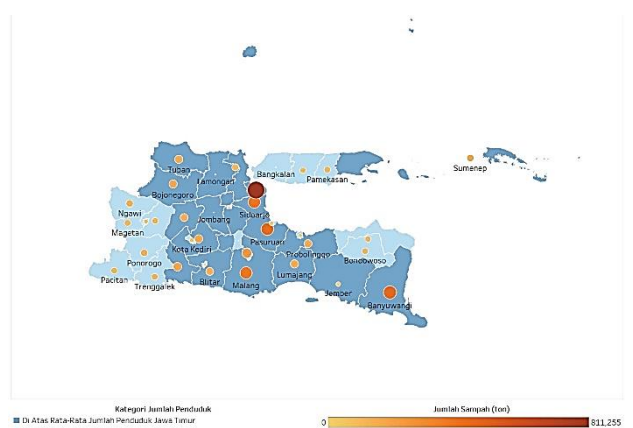 Sumenep
Tuban
Lamongan
Bangkalan
Pamekasan
Bojonegoro
Ngawi
Jombang
Sidoarjo
Magetan
Kota Kediri
Pasuruan
Probolinggo
Ponorogo
Bondowoso
Pacitan
Trenggalek
Blitar
Malang
Lumajang
Jember
Banyuwangi
Kategori Jumlah Penduduk
Di Atas Rata-Rata Jumlah Penduduk Jawa Timur
Jumlah Sampah (ton)
0
811,255